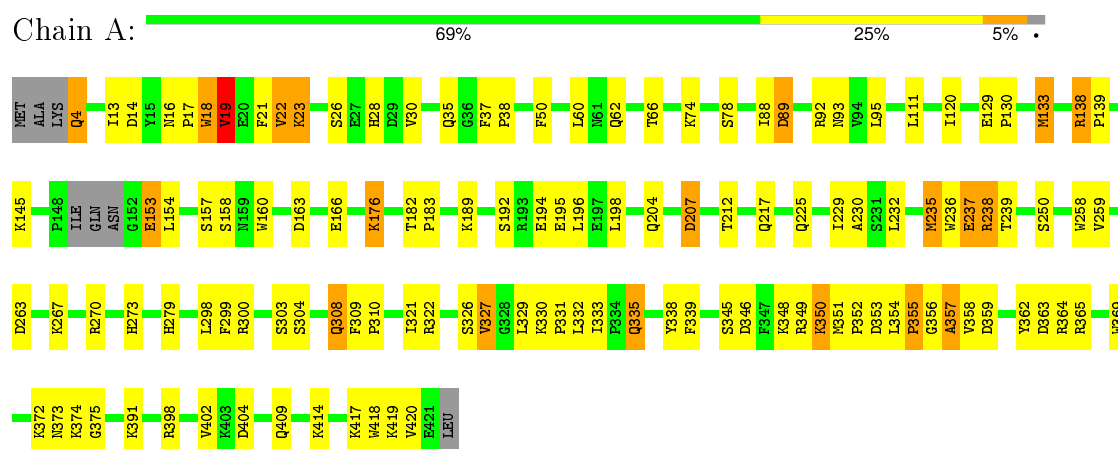 Chain A:
69% 25% 5% •
MET ALA LYS Q4 I13 D14 Y15 N16 P17 W18 V19 E20 F21 V22 K23 S26 E27 H28 D29 V30 Q35 G36 F37 P38 F50 L60 N61 Q62 T66 K74 S78 I88 D89 R92 N93 V94 L95 L111 I120 E129 P130 M133 R138 P139
K145 P148 ILE GLN ASN G152 E153 L154 S157 S158 N159 W160 D163 E166 K176 T182 P183 K189 S192 R193 E194 E195 L196 E197 L198 Q204 D207 T212 Q217 Q225 I229 A230 S231 L232 M235 W236 E237 R238 T239 S250 W258 V259
D263 K267 R270 H273 H279 L298 F299 R300 S303 S304 Q308 F309 P310 I321 R322 S326 V327 G328 L329 K330 P331 L332 I333 P334 Q335 Y338 F339 S345 D346 F347 K348 R349 K350 M351 P352 D353 L354 P355 G356 A357 V358 D359 Y362 D363 R364 R365 W369
K372 N373 K374 G375 K391 R398 V402 K403 D404 Q409 K414 K417 W418 K419 V420 E421 LEU